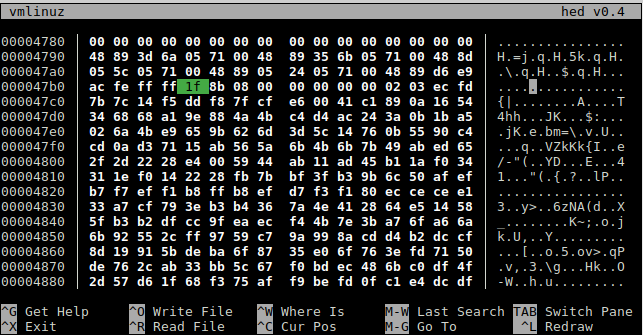 vmlinuz hed v0.4
00004780 00 00 00 00 00 00 00 00 00 00 00 00 00 00 00 00 ................
00004790 48 89 3d 6a 05 71 00 48 89 35 6b 05 71 00 48 8d H.=j.q.H.5k.q.H.
000047a0 05 5c 05 71 00 48 89 05 24 05 71 00 48 89 d6 e9 .\.q.H..$.q.H...
000047b0 ac fe ff ff 1f 8b 08 00 00 00 00 00 02 03 ec fd ................
000047c0 7b 7c 14 f5 dd f8 7f cf e6 00 41 c1 89 0a 16 54 {|........A....T
000047d0 34 68 68 a1 9e 88 4a 4b c4 d4 ac 24 3a 0b 1b a5 4hh...JK...$:...
000047e0 02 6a 4b e9 65 9b 62 6d 3d 5c 14 76 0b 55 90 c4 .jK.e.bm=\.v.U..
000047f0 cd 0a d3 71 15 ab 56 5a 6b 4b 6b 7b 49 ab ed 65 ...q..VZkKk{I..e
00004800 2f 2d 22 28 e4 00 59 44 ab 11 ad 45 b1 1a f0 34 /-"(..YD...E...4
00004810 31 1e f0 14 22 28 fb 7b bf 3f b3 9b 6c 50 af ef 1..."(.{.?..lP..
00004820 b7 f7 ef f1 b8 ff b8 ef d7 f3 f1 80 ec ce ce e1 ................
00004830 33 a7 cf 79 3e b3 b4 36 7a 4e 41 28 64 e5 14 58 3..y>..6zNA(d..X
00004840 5f b3 b2 df cc 9f ea ec f4 4b 7e 3b a7 6f a6 6a _........K~;.o.j
00004850 6b 92 55 2c ff 97 59 c7 9a 99 8a cd d4 b2 dc cf k.U,..Y.........
00004860 8d 19 91 5b de ba 6f 87 35 e0 6f 76 3e fd 71 50 ...[..o.5.ov>.qP
00004870 de 76 2c ab 33 bb 5c 67 f0 bd ec 48 6b c0 df 4f .v,.3.\g...Hk..O
00004880 2d 57 d6 1f 68 f3 75 af f9 be fd 0f c1 e4 dc df -W..h.u.........
^G Get Help ^O Write File ^W Where Is M-W Last Search TAB Switch Pane
^X Exit ^R Read File ^C Cur Pos M-G Go To ^L Redraw